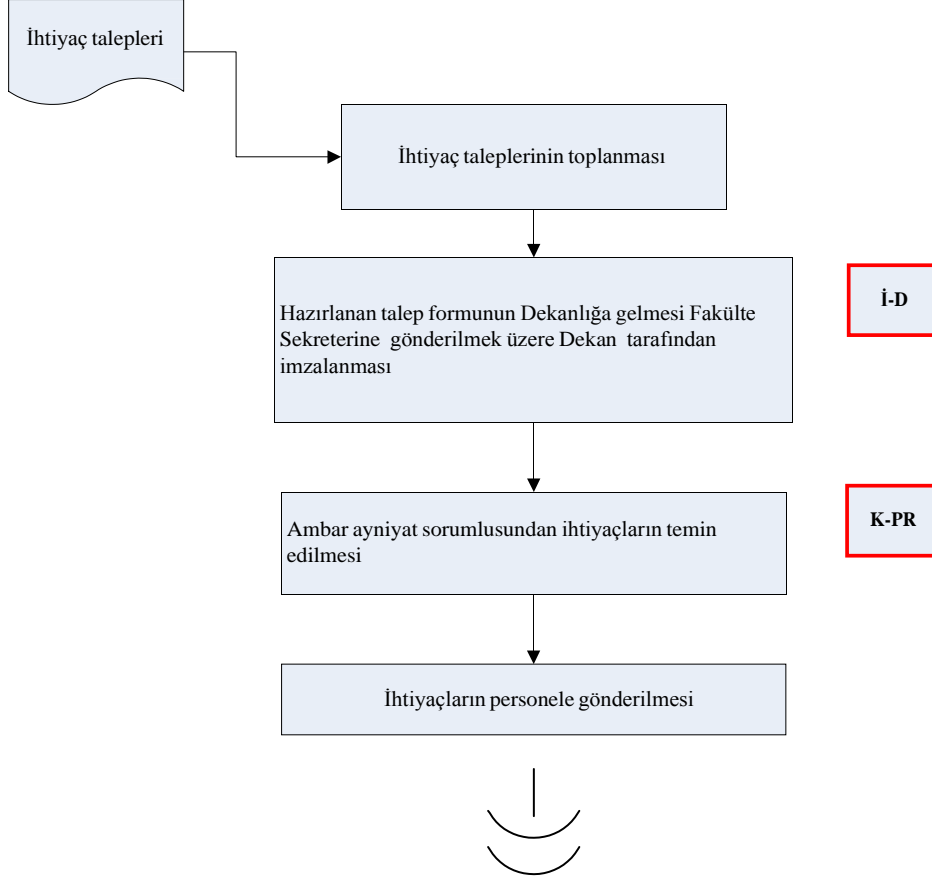 İhtiyaç talepleri
İhtiyaç taleplerinin toplanması
Hazırlanan talep formunun Dekanlığa gelmesi Fakülte
Sekreterine gönderilmek üzere Dekan tarafından
imzalanması
İ-D
Ambar ayniyat sorumlusundan ihtiyaçların temin
edilmesi
K-PR
İhtiyaçların personele gönderilmesi